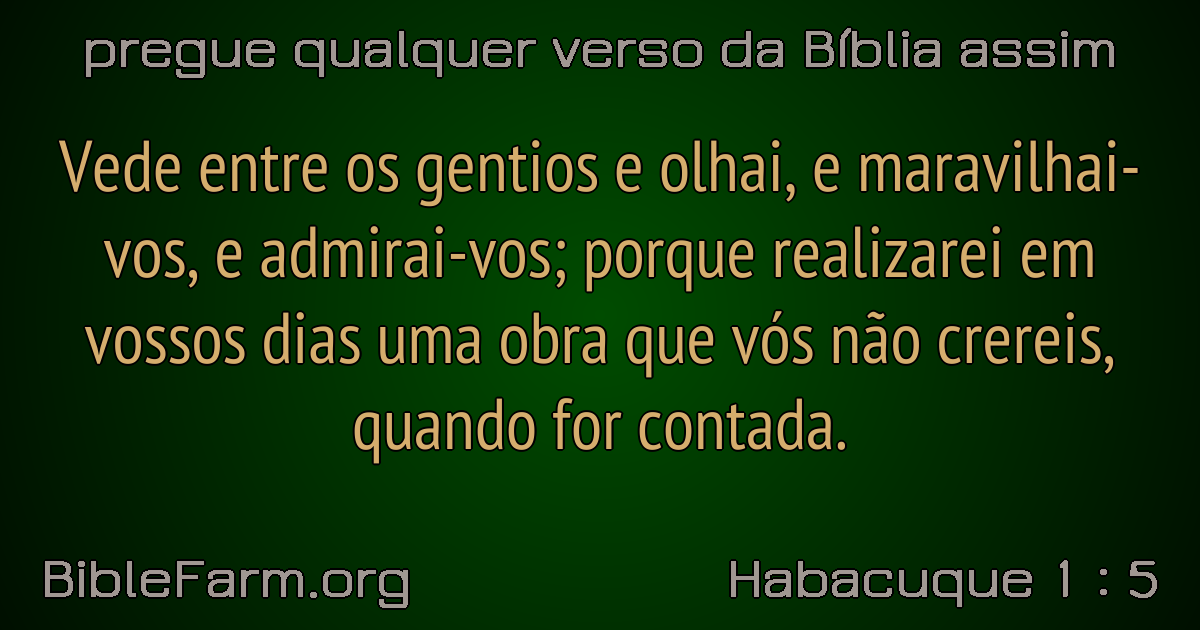 pregue qualquer verso da Bíblia assim
Vede entre os gentios e olhai, e maravilhai-
vos, e admirai-vos; porque realizarei em
vossos dias uma obra que vós não crereis,
quando for contada.
BibleFarm.org
Habacuque 1 : 5